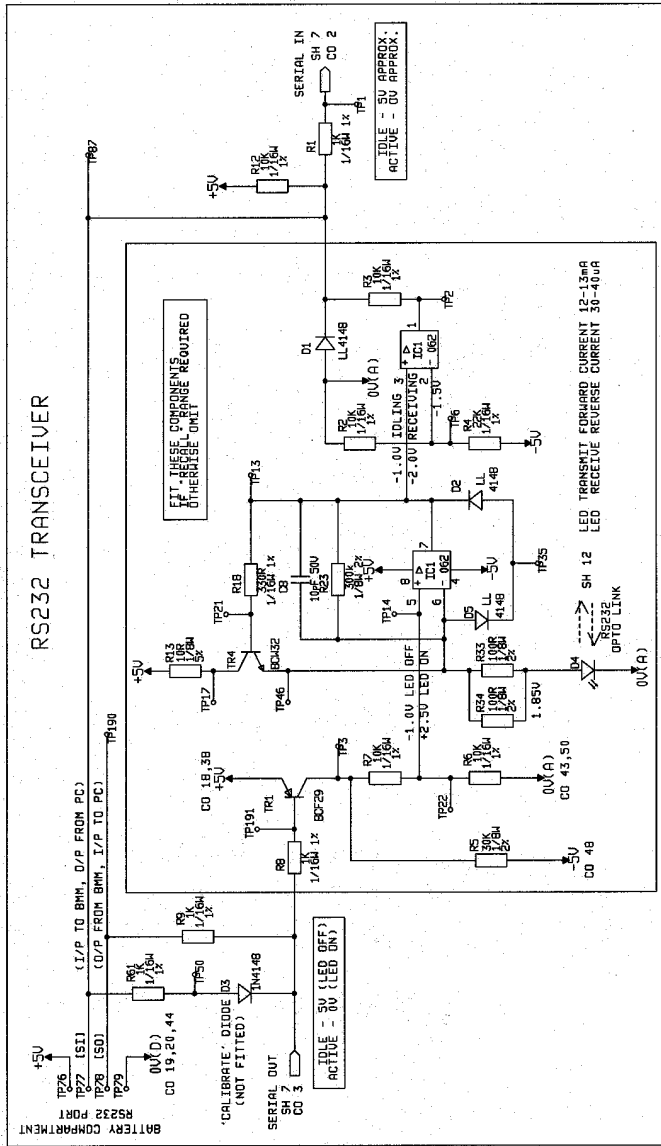 RS232 TRANSCEIVER
BATTERY COMPARTMENT
RS232 PORT
+5V
TP76
TP77
TP78
TP79
[SI]
[SO]
(I/P TO BMM, O/P FROM PC)
(O/P FROM BMM, I/P TO PC)
0V(D)
CO 19,20,44
TP87
TP190
R61
1K
1/16W
1%
TP50
'CALIBRATE' DIODE D3
(NOT FITTED)
1N4148
R9
1K
1/16W
1%
SERIAL OUT
SH 7
CO 3
IDLE - 5V (LED OFF)
ACTIVE - 0V (LED ON)
R8
1K
1/16W 1%
TP191
TR1
BCF29
CO 18,38
+5V
TP3
R7
10K
1/16W
1%
TP22
R6
10K
1/16W
1%
0V(A)
CO 43,50
R5
30K
1/8W
2%
-5V
CO 48
+5V
R13
10R
1/8W
5%
TP17
TR4
BCW32
TP46
TP21
R18
330R
1/16W 1%
TP13
C8
10pF 50V
R23
300k
1/8W 2%
-1.0V LED OFF
+2.5V LED ON
TP14
+5V
8
5
+
7
IC1
062
6
-
4
-5V
D5
LL
4148
D2
LL
4148
TP35
R34
100R
1/8W
2%
R33
100R
1/8W
2%
1.85V
D4
SH 12
RS232
OPTO LINK
0V(A)
LED TRANSMIT FORWARD CURRENT 12-13mA
LED RECEIVE REVERSE CURRENT 30-40uA
FIT THESE COMPONENTS
IF *RECELL RANGE REQUIRED
OTHERWISE OMIT
D1
LL4148
0V(A)
R2
10K
1/16W
1%
-1.0V IDLING
-2.0V RECEIVING
3
+
2
-
1
IC1
062
-1.5V
TP6
R4
22K
1/16W
1%
-5V
R3
10K
1/16W
1%
TP2
+5V
R12
10K
1/16W
1%
R1
1K
1/16W 1%
TP1
SERIAL IN
SH 7
CO 2
IDLE - 5V APPROX.
ACTIVE - 0V APPROX.